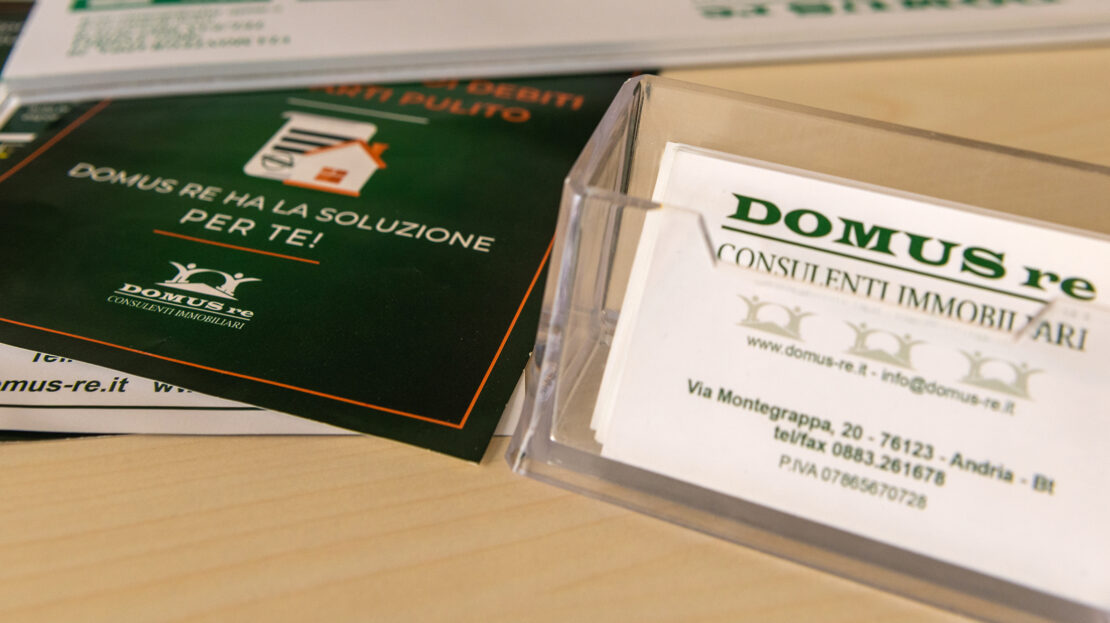 DEBITI
PULITO
DOMUS RE HA LA SOLUZIONE
PER TE!
DOMUS re
CONSULENTI IMMOBILIARI
omus-re.it
DOMUS re
CONSULENTI IMMOBILIARI
www.domus-re.it - info@domus-re.it
Via Montegrappa, 20 - 76123 - Andria - Bt
tel/fax 0883.261678
P.IVA 07865670728